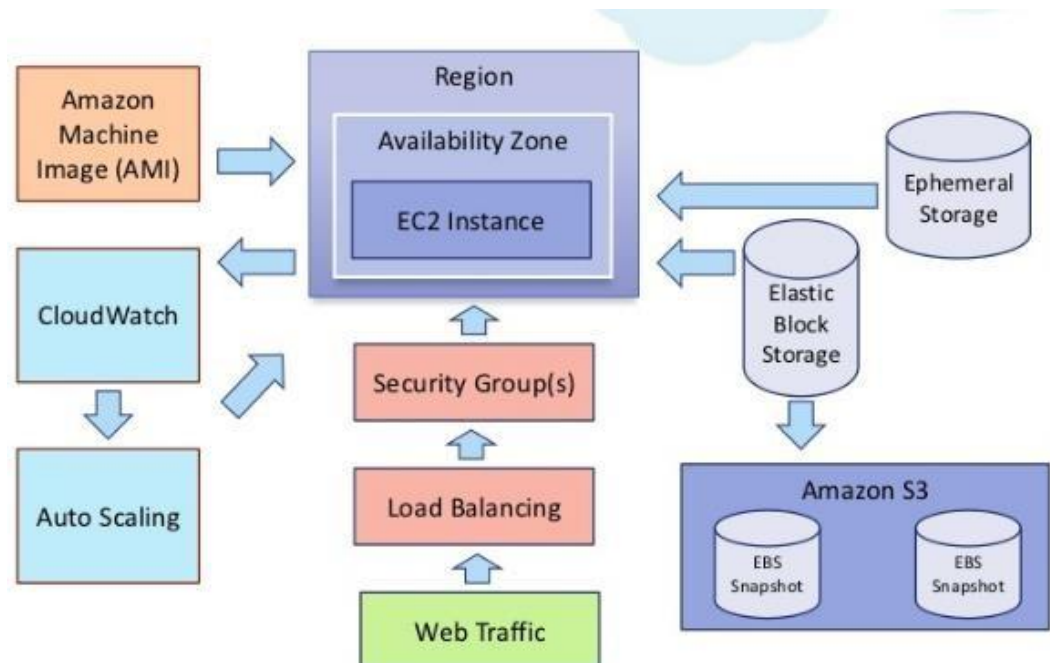 Amazon
Machine
Image (AMI)
Region
Availability Zone
EC2 Instance
Ephemeral
Storage
Elastic
Block
Storage
CloudWatch
Auto Scaling
Security Group(s)
Load Balancing
Web Traffic
Amazon S3
EBS
Snapshot
EBS
Snapshot